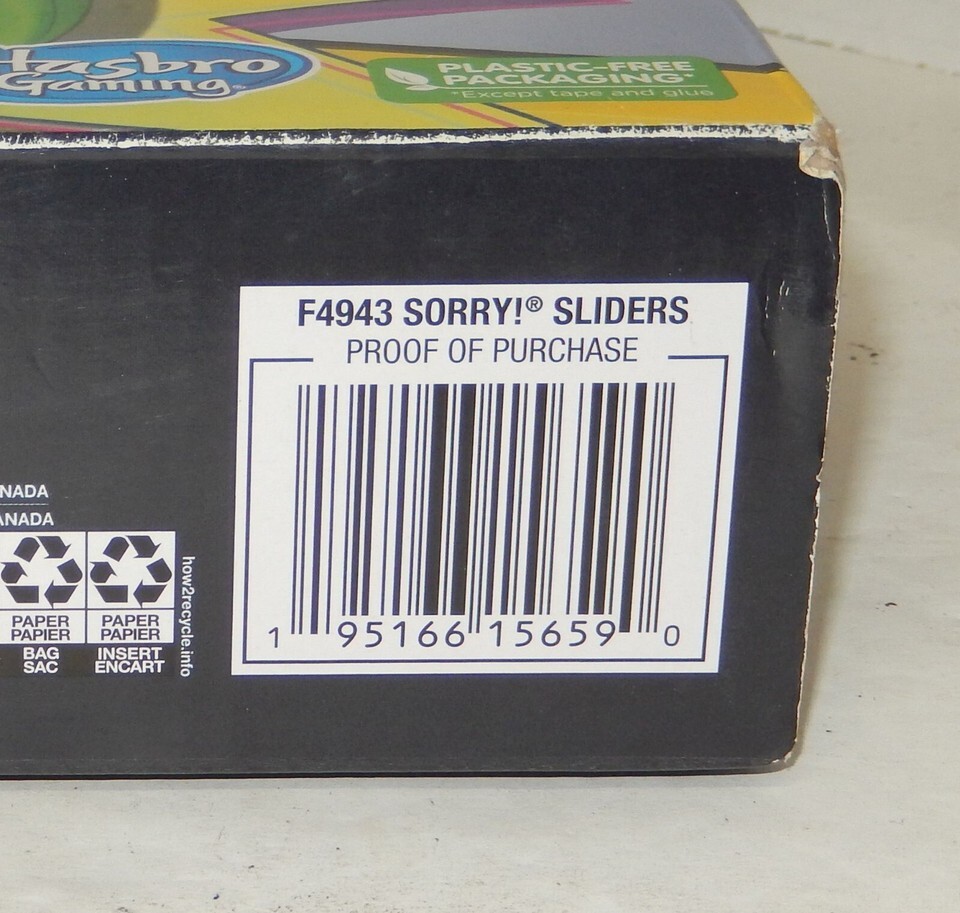 Hasbro
Gaming
PLASTIC-FREE
PACKAGING*
*Except tape and glue
F4943 SORRY!® SLIDERS
PROOF OF PURCHASE
1 95166 15659 0
NADA
ANADA
PAPER
PAPIER
BAG
SAC
PAPER
PAPIER
INSERT
ENCART
how2recycle.info